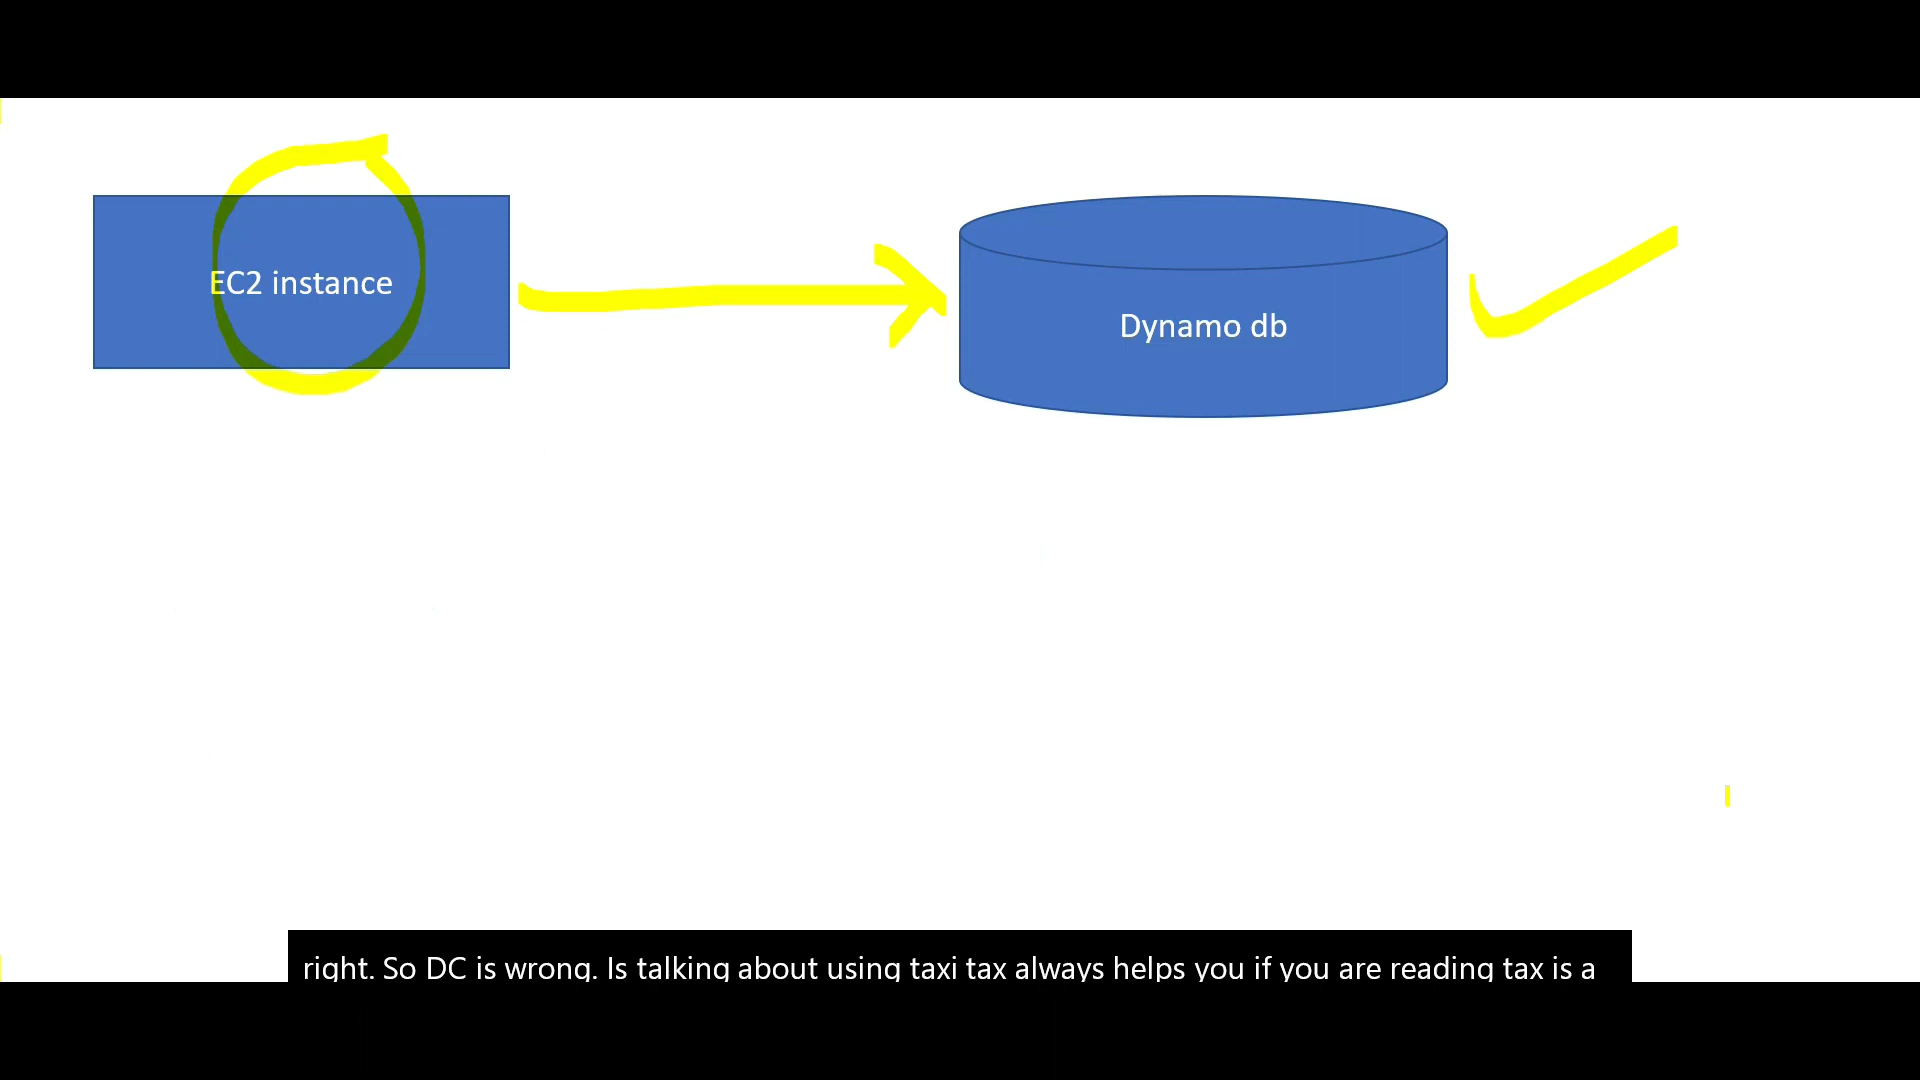 EC2 instance
Dynamo db
right. So DC is wrong. Is talking about using taxi tax always helps you if you are reading tax is a